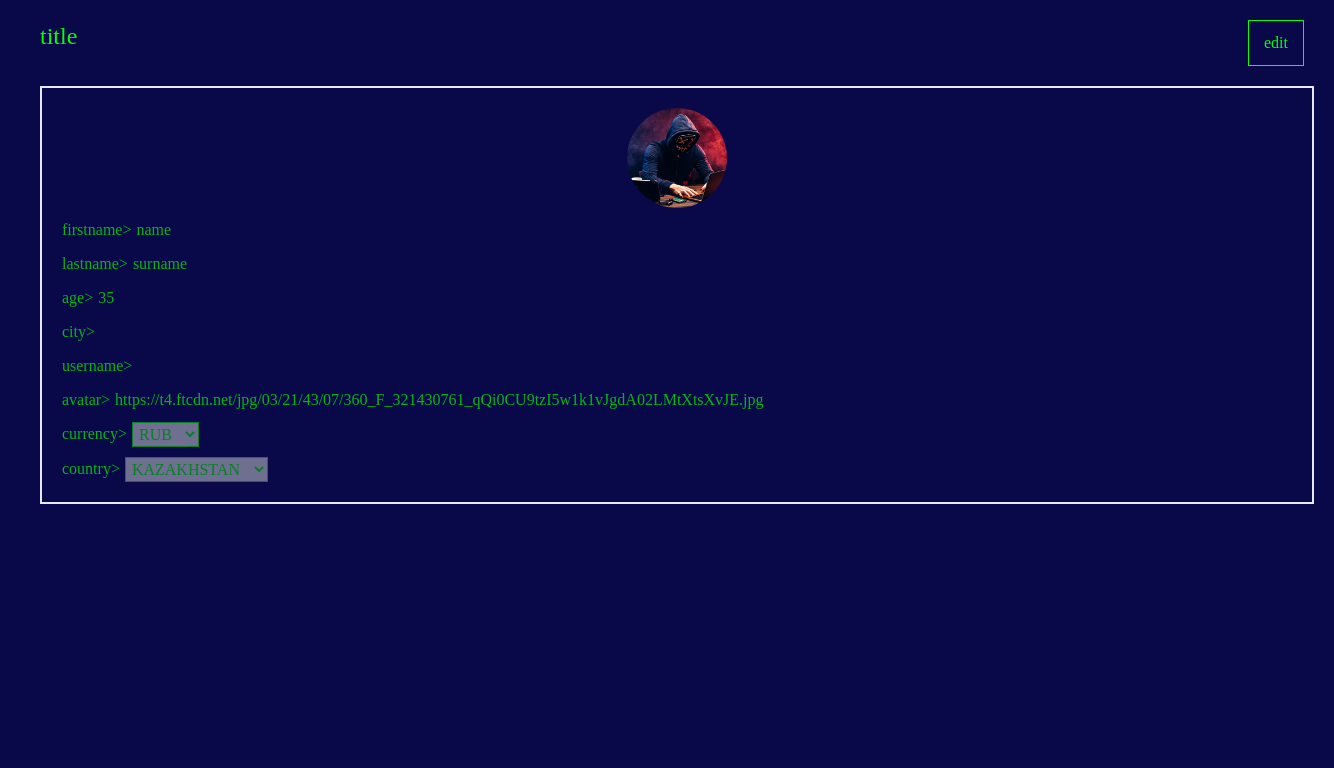 title
edit
firstname> name
lastname> surname
age> 35
city>
username>
avatar> https://t4.ftcdn.net/jpg/03/21/43/07/360_F_321430761_qQi0CU9tzI5w1k1vJgdA02LMtXtsXvJE.jpg
currency> RUB
country> KAZAKHSTAN